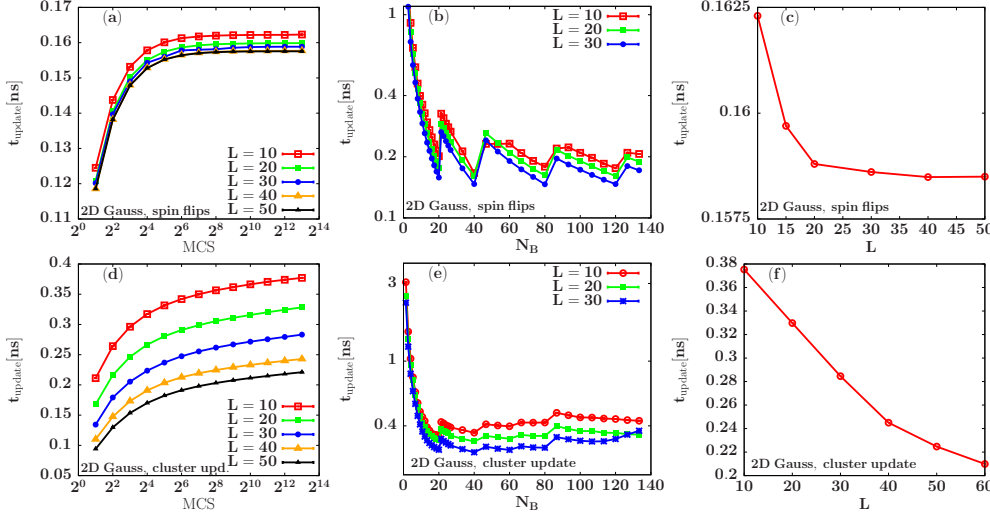 (a)
t_update[ns]
0.17
0.16
0.15
0.14
0.13
0.12
0.11
L = 10
L = 20
L = 30
L = 40
L = 50
2D Gauss, spin flips
2^0 2^2 2^4 2^6 2^8 2^10 2^12 2^14
MCS
(b)
t_update[ns]
1
0.4
0.2
0.1
L = 10
L = 20
L = 30
2D Gauss, spin flips
0 20 40 60 80 100 120 140
N_B
(c)
t_update[ns]
0.1625
0.16
0.1575
2D Gauss, spin flips
10 15 20 25 30 35 40 45 50
L
(d)
t_update[ns]
0.4
0.35
0.3
0.25
0.2
0.15
0.1
0.05
L = 10
L = 20
L = 30
L = 40
L = 50
2D Gauss, cluster upd.
2^0 2^2 2^4 2^6 2^8 2^10 2^12 2^14
MCS
(e)
t_update[ns]
3
1
0.4
L = 10
L = 20
L = 30
2D Gauss, cluster update
0 20 40 60 80 100 120 140
N_B
(f)
t_update[ns]
0.38
0.36
0.34
0.32
0.3
0.28
0.26
0.24
0.22
0.2
2D Gauss, cluster update
10 20 30 40 50 60
L